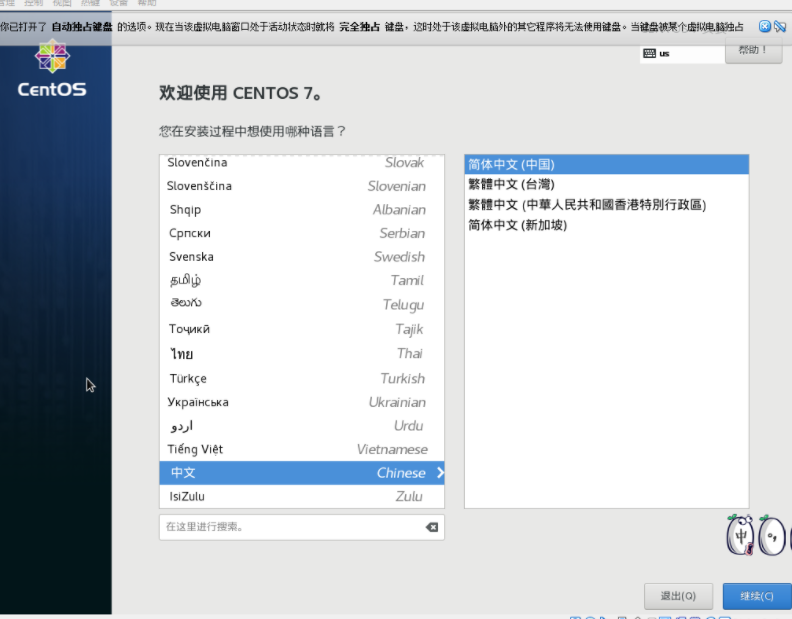 管理 控制 视图 热键 设备 帮助
你已打开了 自动独占键盘 的选项。现在当该虚拟电脑窗口处于活动状态时就将 完全独占 键盘，这时处于该虚拟电脑外的其它程序将无法使用键盘。当键盘被某个虚拟电脑独占
us
帮助！
CentOS
欢迎使用 CENTOS 7。
您在安装过程中想使用哪种语言？
Slovenčina Slovak
Slovenščina Slovenian
Shqip Albanian
Српски Serbian
Svenska Swedish
தமிழ் Tamil
తెలుగు Telugu
Тоҷикӣ Tajik
ไทย Thai
Türkçe Turkish
Українська Ukrainian
اردو Urdu
Tiếng Việt Vietnamese
中文 Chinese
IsiZulu Zulu
简体中文 (中国)
繁體中文 (台灣)
繁體中文 (中華人民共和國香港特別行政區)
简体中文 (新加坡)
在这里进行搜索。
中
退出(Q)
继续(C)